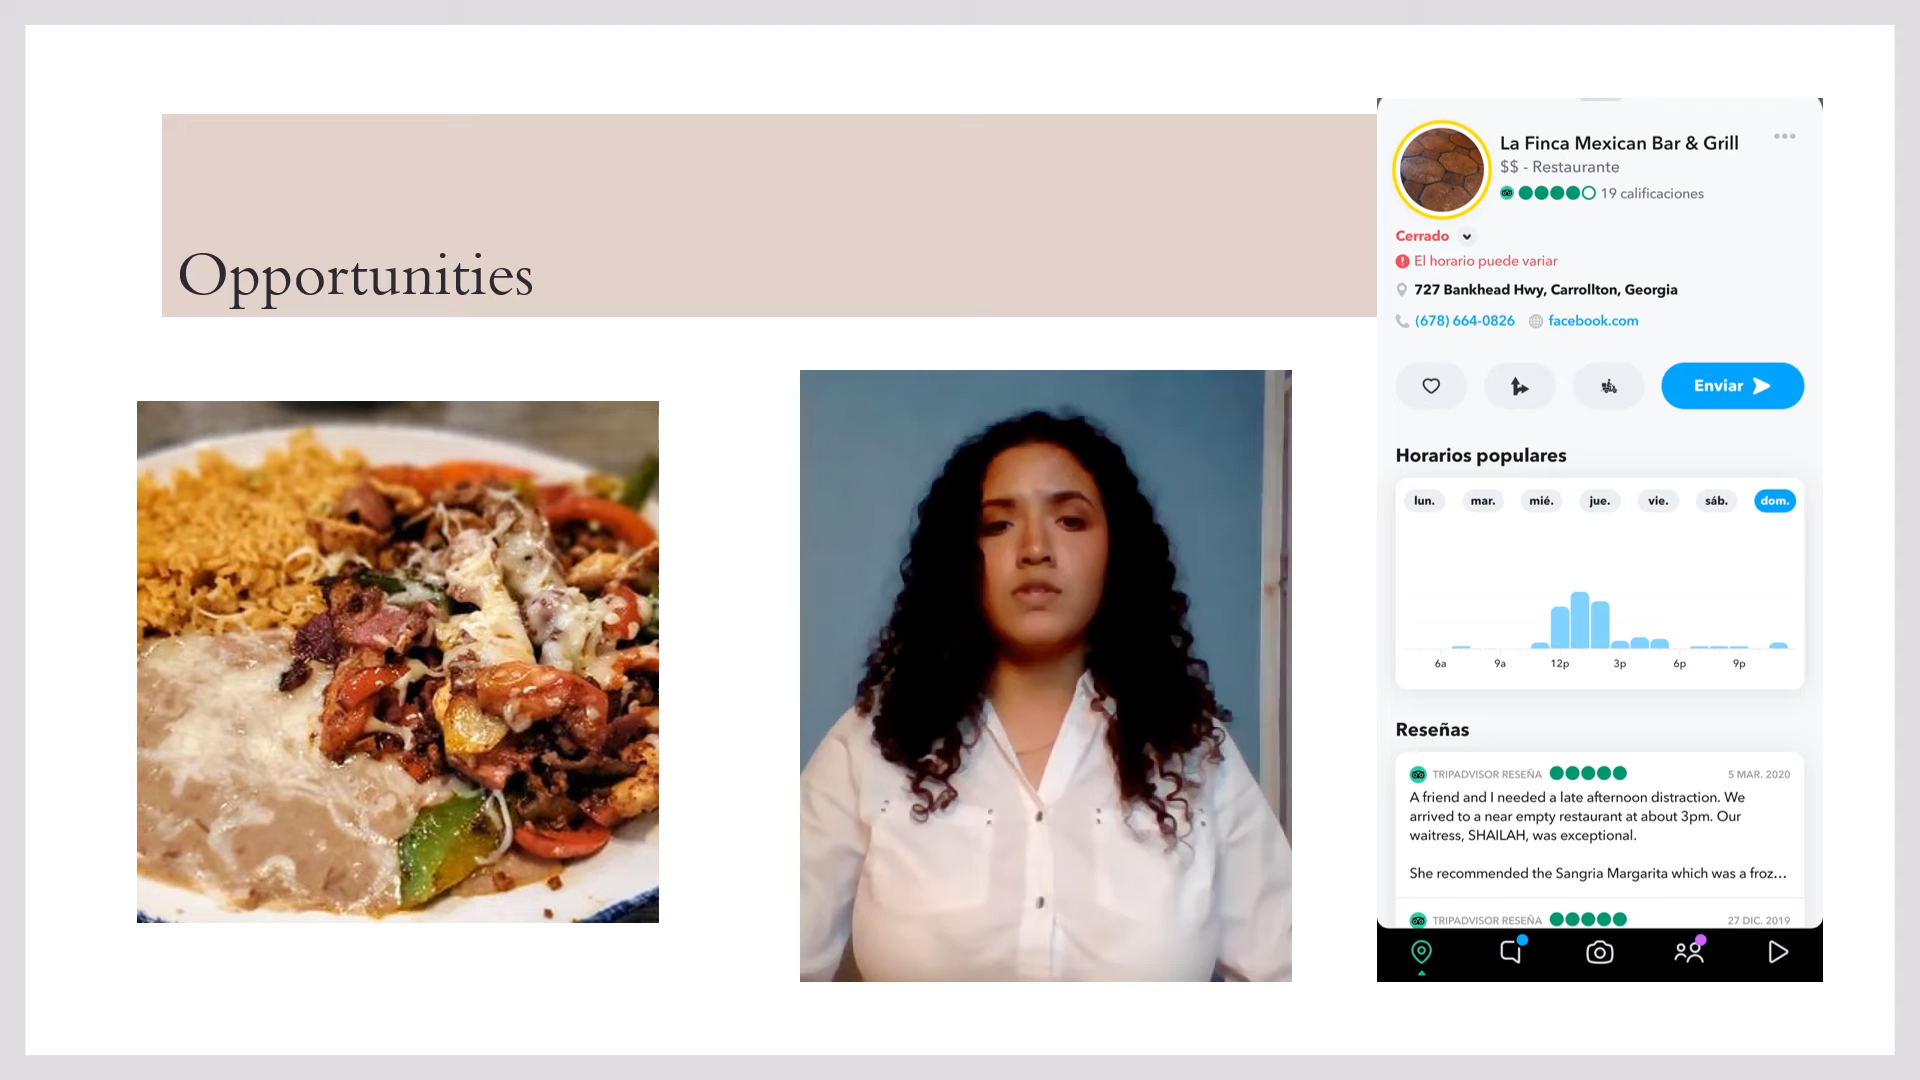 Opportunities
La Finca Mexican Bar & Grill
$$ - Restaurante
19 calificaciones
Cerrado
El horario puede variar
727 Bankhead Hwy, Carrollton, Georgia
(678) 664-0826 facebook.com
Enviar
Horarios populares
lun. mar. mié. jue. vie. sáb. dom.
6a 9a 12p 3p 6p 9p
Reseñas
TRIPADVISOR RESEÑA 5 MAR. 2020
A friend and I needed a late afternoon distraction. We
arrived to a near empty restaurant at about 3pm. Our
waitress, SHAILAH, was exceptional.
She recommended the Sangria Margarita which was a froz...
TRIPADVISOR RESEÑA 27 DIC. 2019